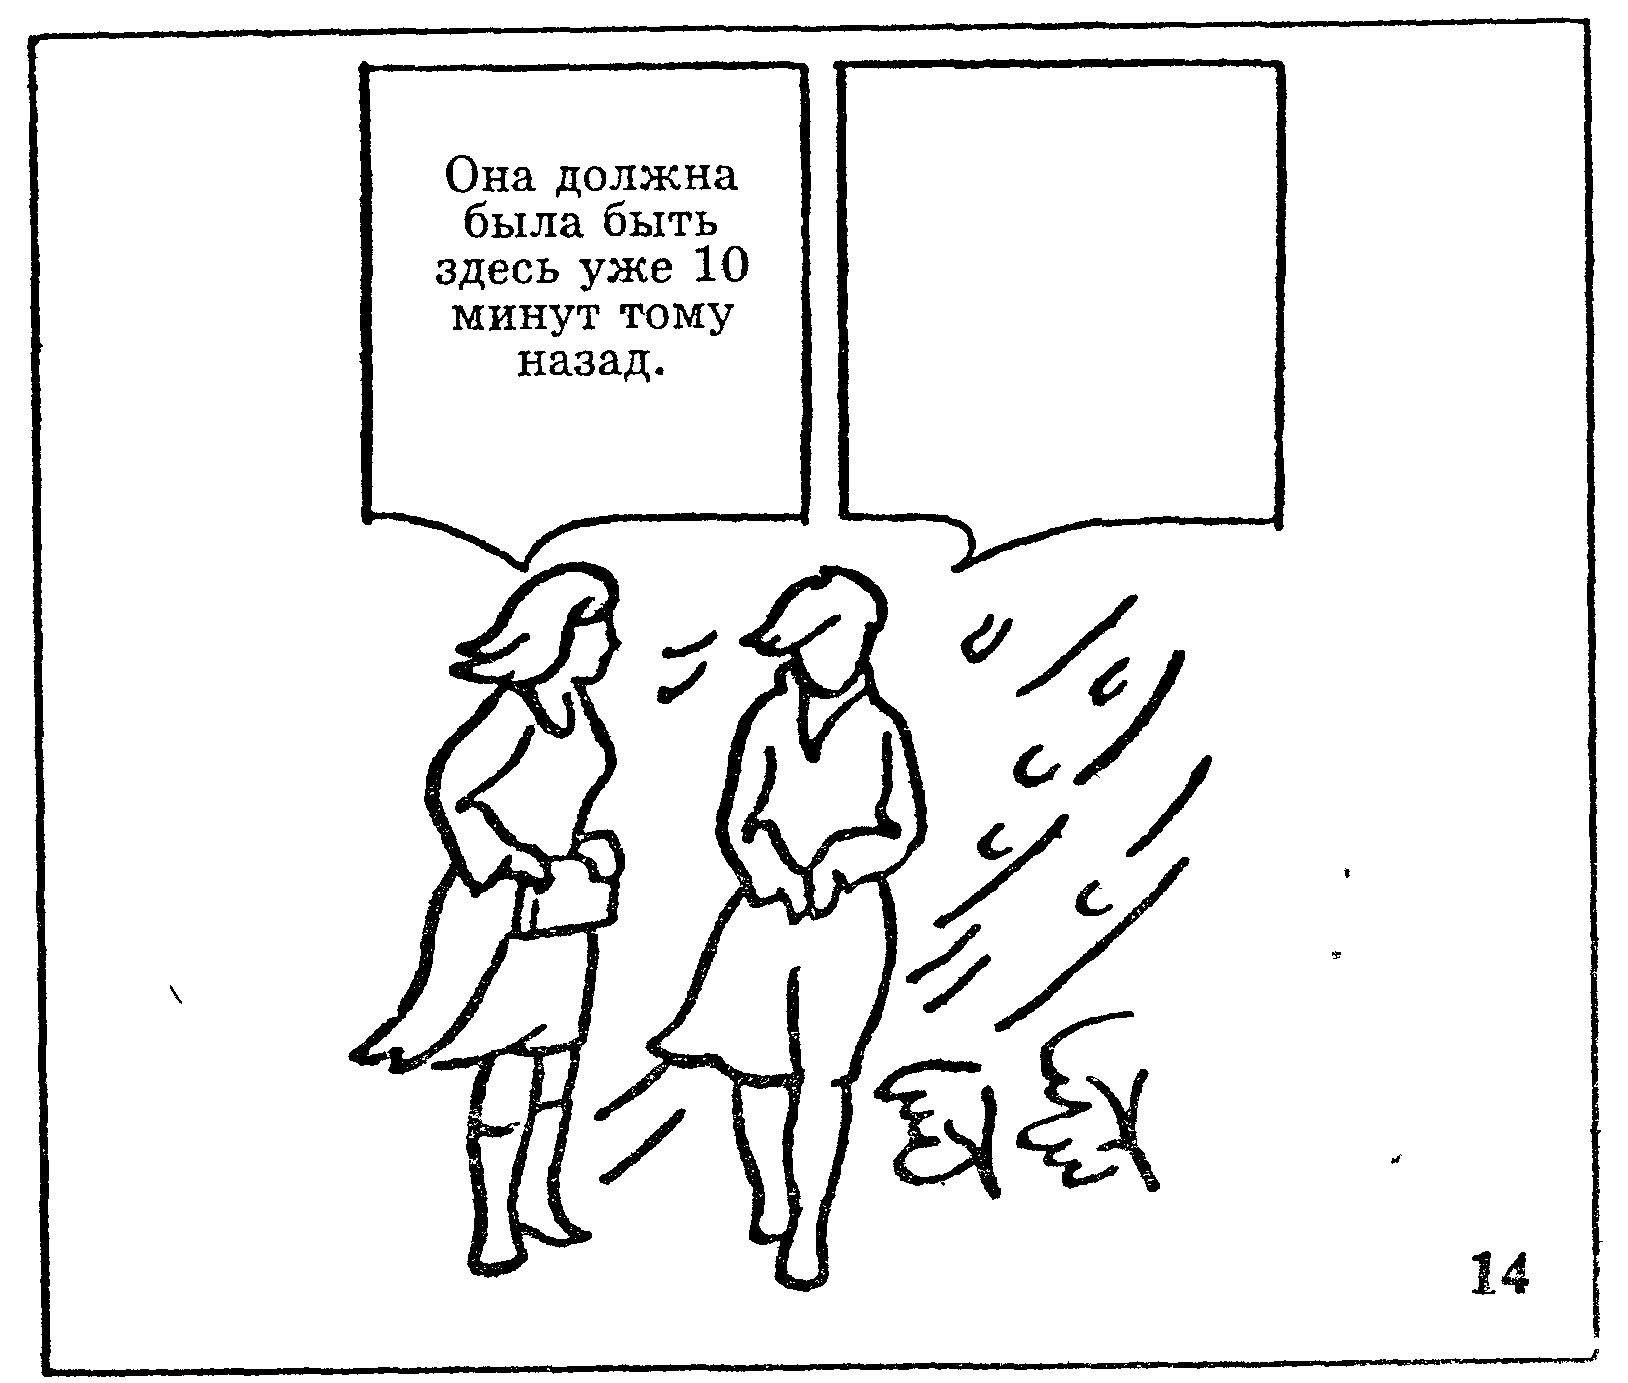 Она должна
была быть
здесь уже 10
минут тому
назад.
14